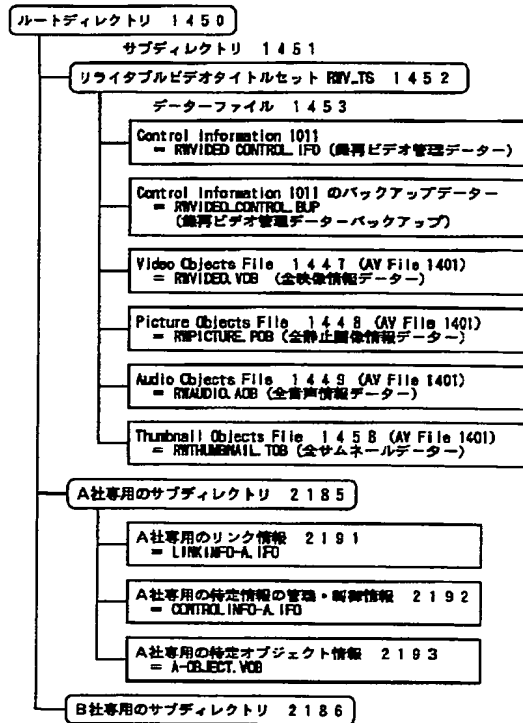 ルートディレクトリ 1450
サブディレクトリ 1451
リライタブルビデオタイトルセット RWV_TS 1452
データーファイル 1453
Control Information 1011
= RWVIDEO CONTROL.IFO (録再ビデオ管理データー)
Control Information 1011 のバックアップデーター
= RWVIDEO_CONTROL.BUP
(録再ビデオ管理データーバックアップ)
Video Objects File 1447 (AV File 1401)
= RWVIDEO.VOB (全映像情報データー)
Picture Objects File 1448 (AV File 1401)
= RWPICTURE.POB (全静止画像情報データー)
Audio Objects File 1449 (AV File 1401)
= RWAUDIO.AOB (全音声情報データー)
Thumbnail Objects File 1458 (AV File 1401)
= RWTHUMBNAIL.TOB (全サムネールデーター)
A社専用のサブディレクトリ 2185
A社専用のリンク情報 2191
= LINKINFO-A.IFO
A社専用の特定情報の管理・制御情報 2192
= CONTROLINFO-A.IFO
A社専用の特定オブジェクト情報 2193
= A-OBJECT.VOB
B社専用のサブディレクトリ 2186